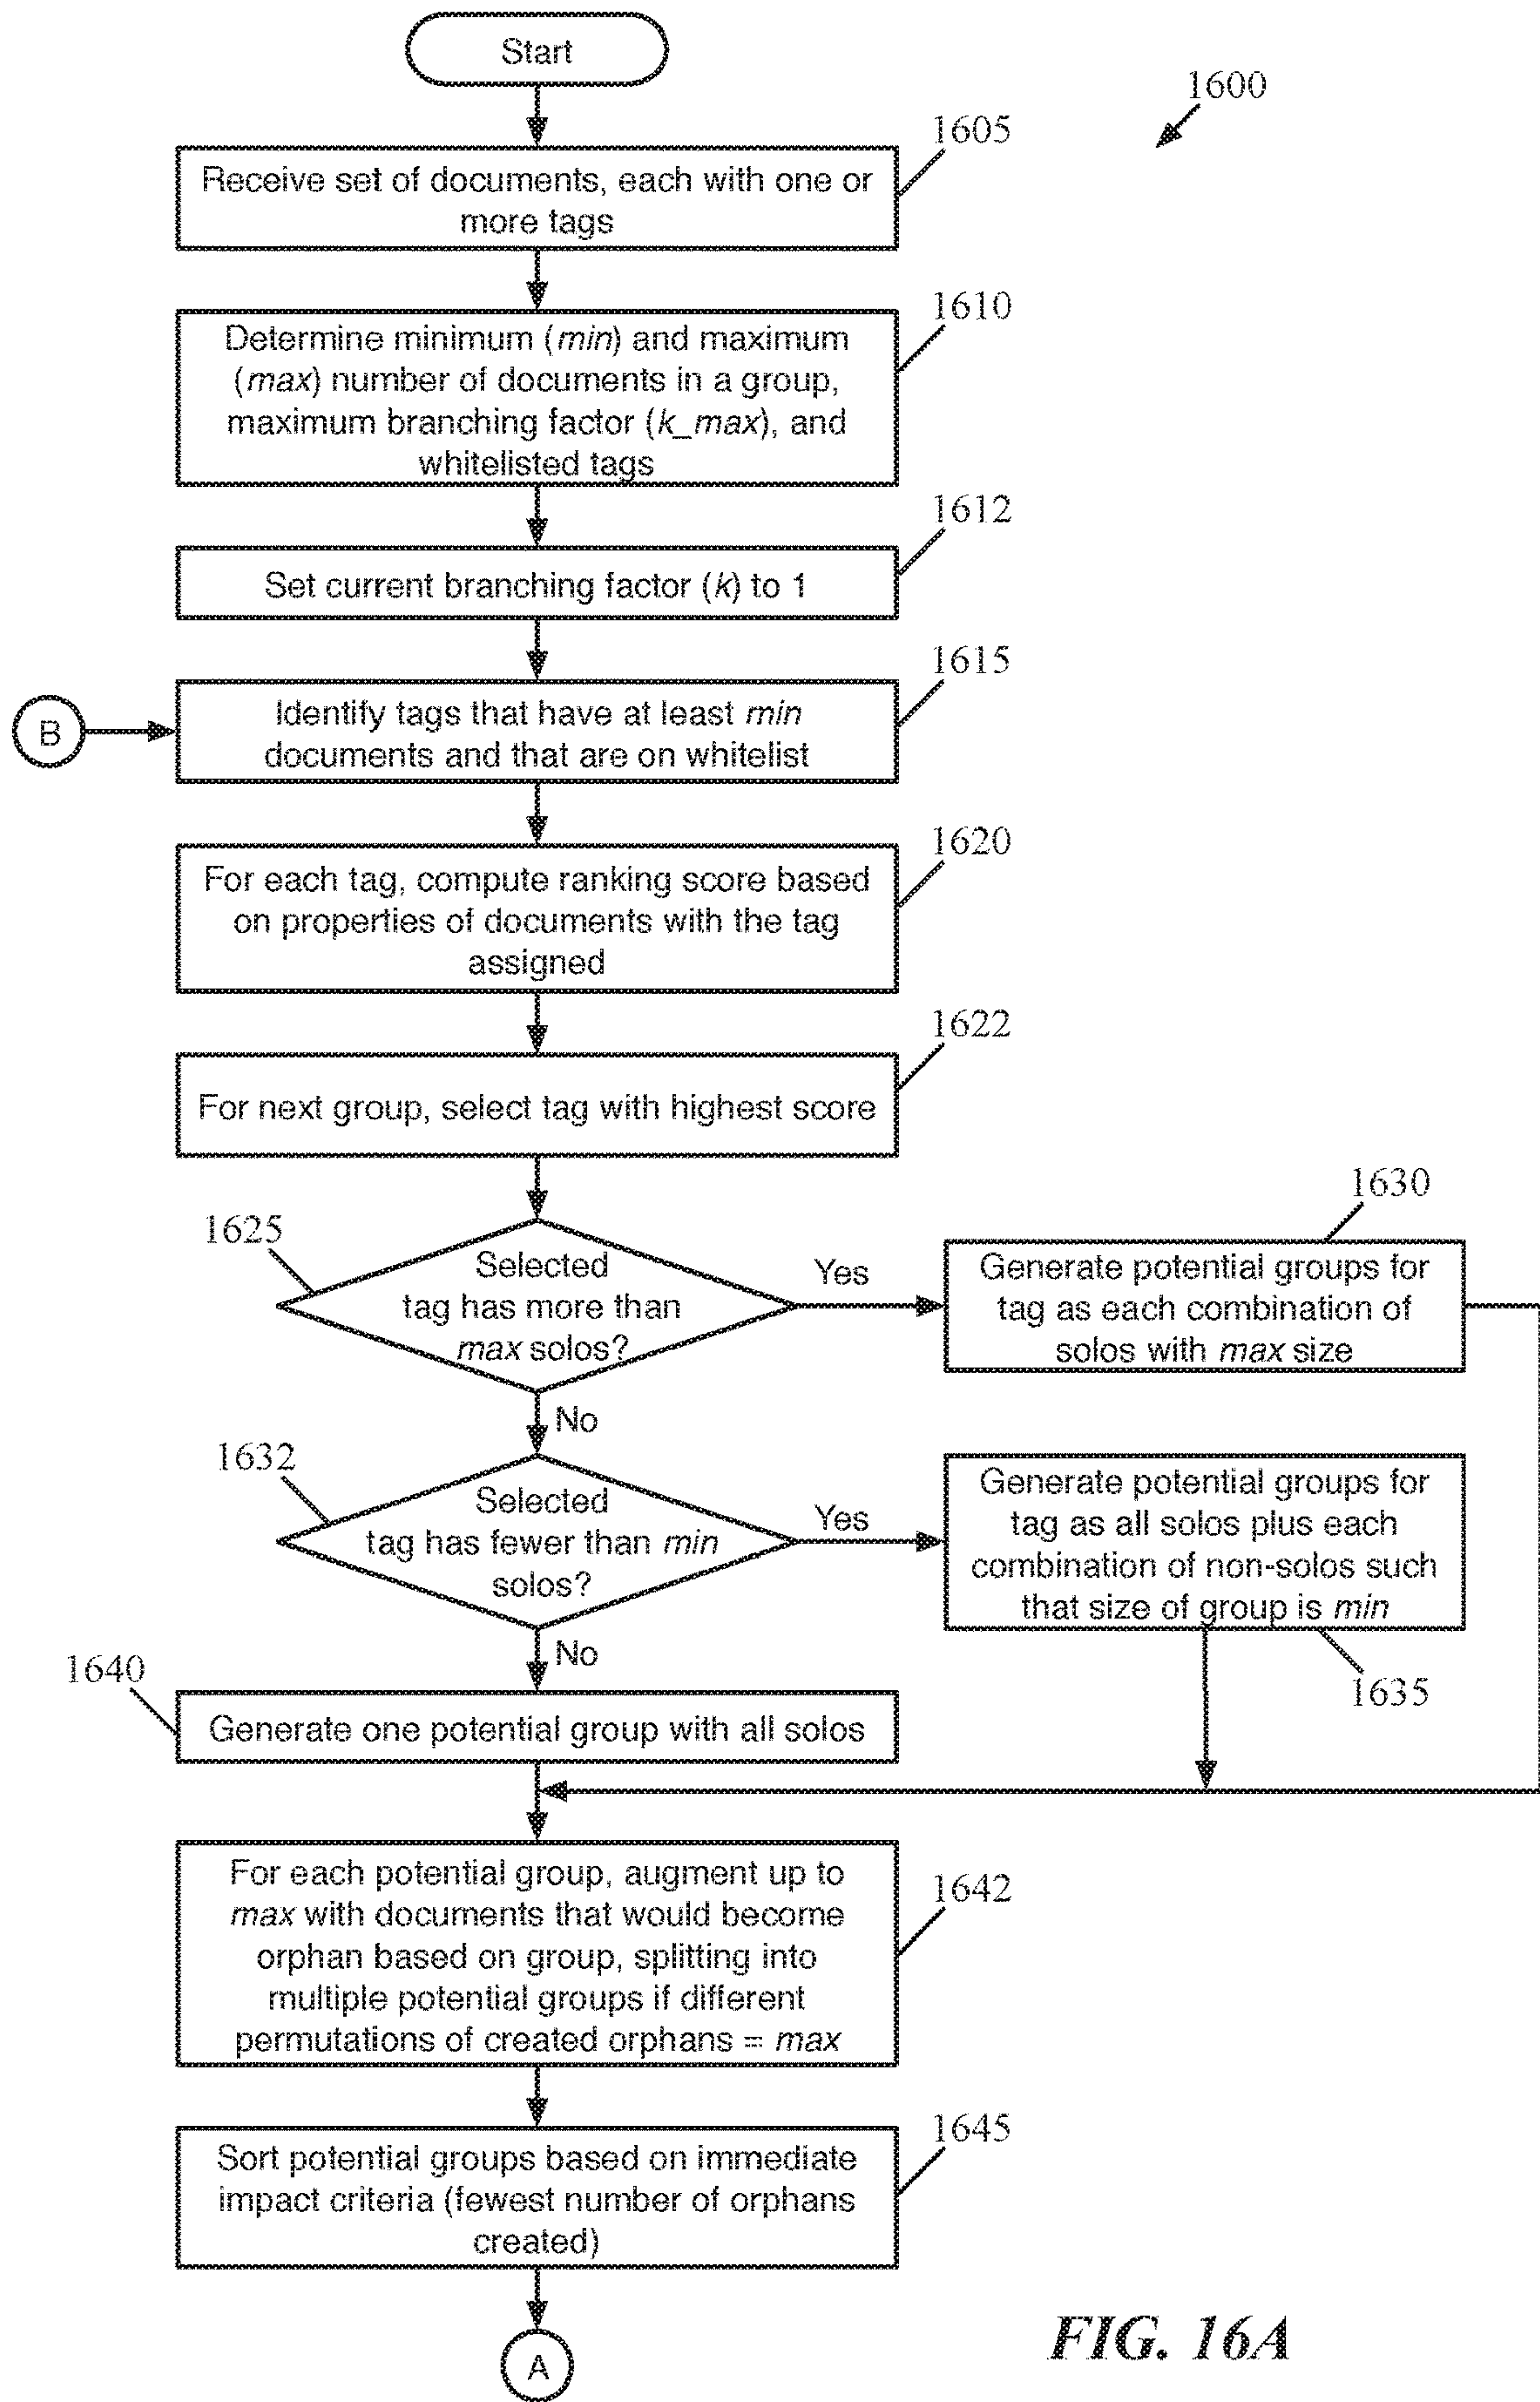 Start
1600
1605
Receive set of documents, each with one or
more tags
1610
Determine minimum (min) and maximum
(max) number of documents in a group,
maximum branching factor (k_max), and
whitelisted tags
1612
Set current branching factor (k) to 1
1615
B
Identify tags that have at least min
documents and that are on whitelist
1620
For each tag, compute ranking score based
on properties of documents with the tag
assigned
1622
For next group, select tag with highest score
1625
Selected
tag has more than
max solos?
Yes
1630
Generate potential groups for
tag as each combination of
solos with max size
No
1632
Selected
tag has fewer than min
solos?
Yes
Generate potential groups for
tag as all solos plus each
combination of non-solos such
that size of group is min
1635
No
1640
Generate one potential group with all solos
1642
For each potential group, augment up to
max with documents that would become
orphan based on group, splitting into
multiple potential groups if different
permutations of created orphans = max
1645
Sort potential groups based on immediate
impact criteria (fewest number of orphans
created)
A
FIG. 16A